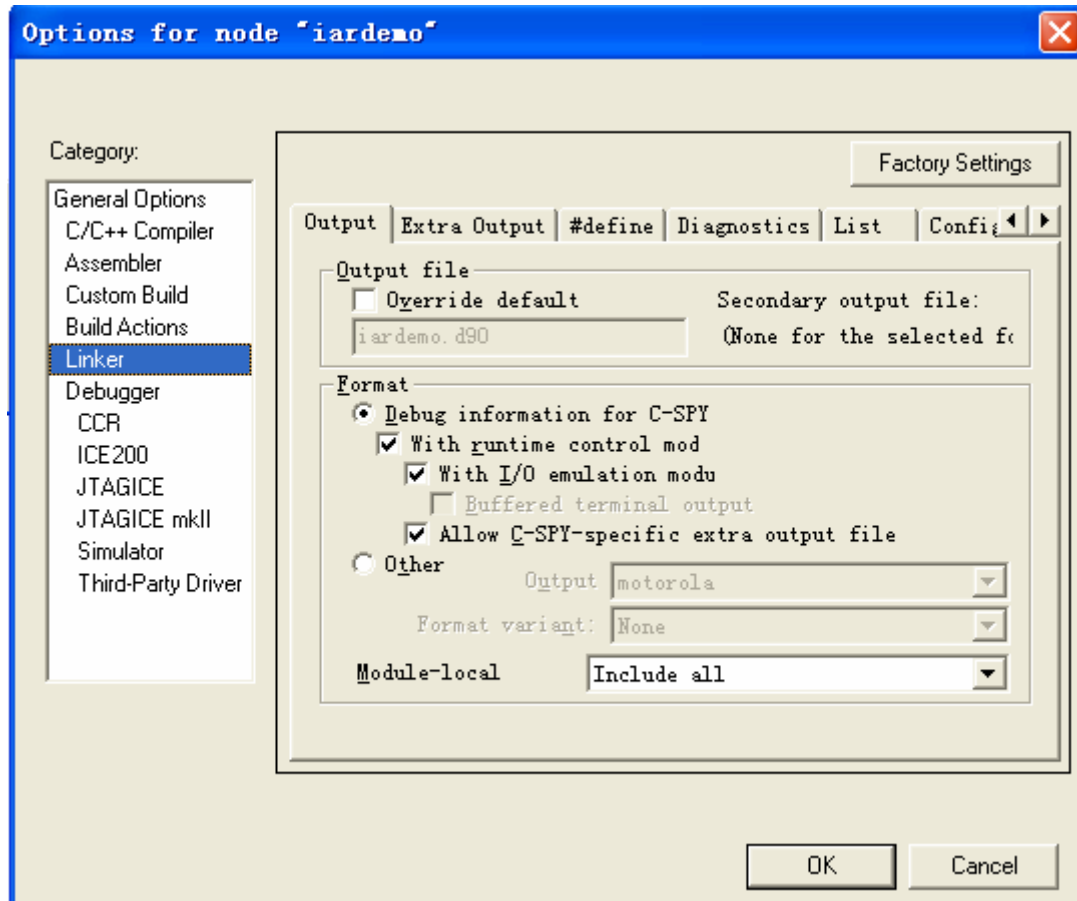 Options for node "iardemo"
Category:
General Options
C/C++ Compiler
Assembler
Custom Build
Build Actions
Linker
Debugger
CCR
ICE200
JTAGICE
JTAGICE mkII
Simulator
Third-Party Driver
Factory Settings
Output Extra Output #define Diagnostics List Config
Output file
Override default
Secondary output file:
iardemo.d90
(None for the selected fo
Format
Debug information for C-SPY
With runtime control mod
With I/O emulation modu
Buffered terminal output
Allow C-SPY-specific extra output file
Other
Output motorola
Format variant: None
Module-local Include all
OK Cancel